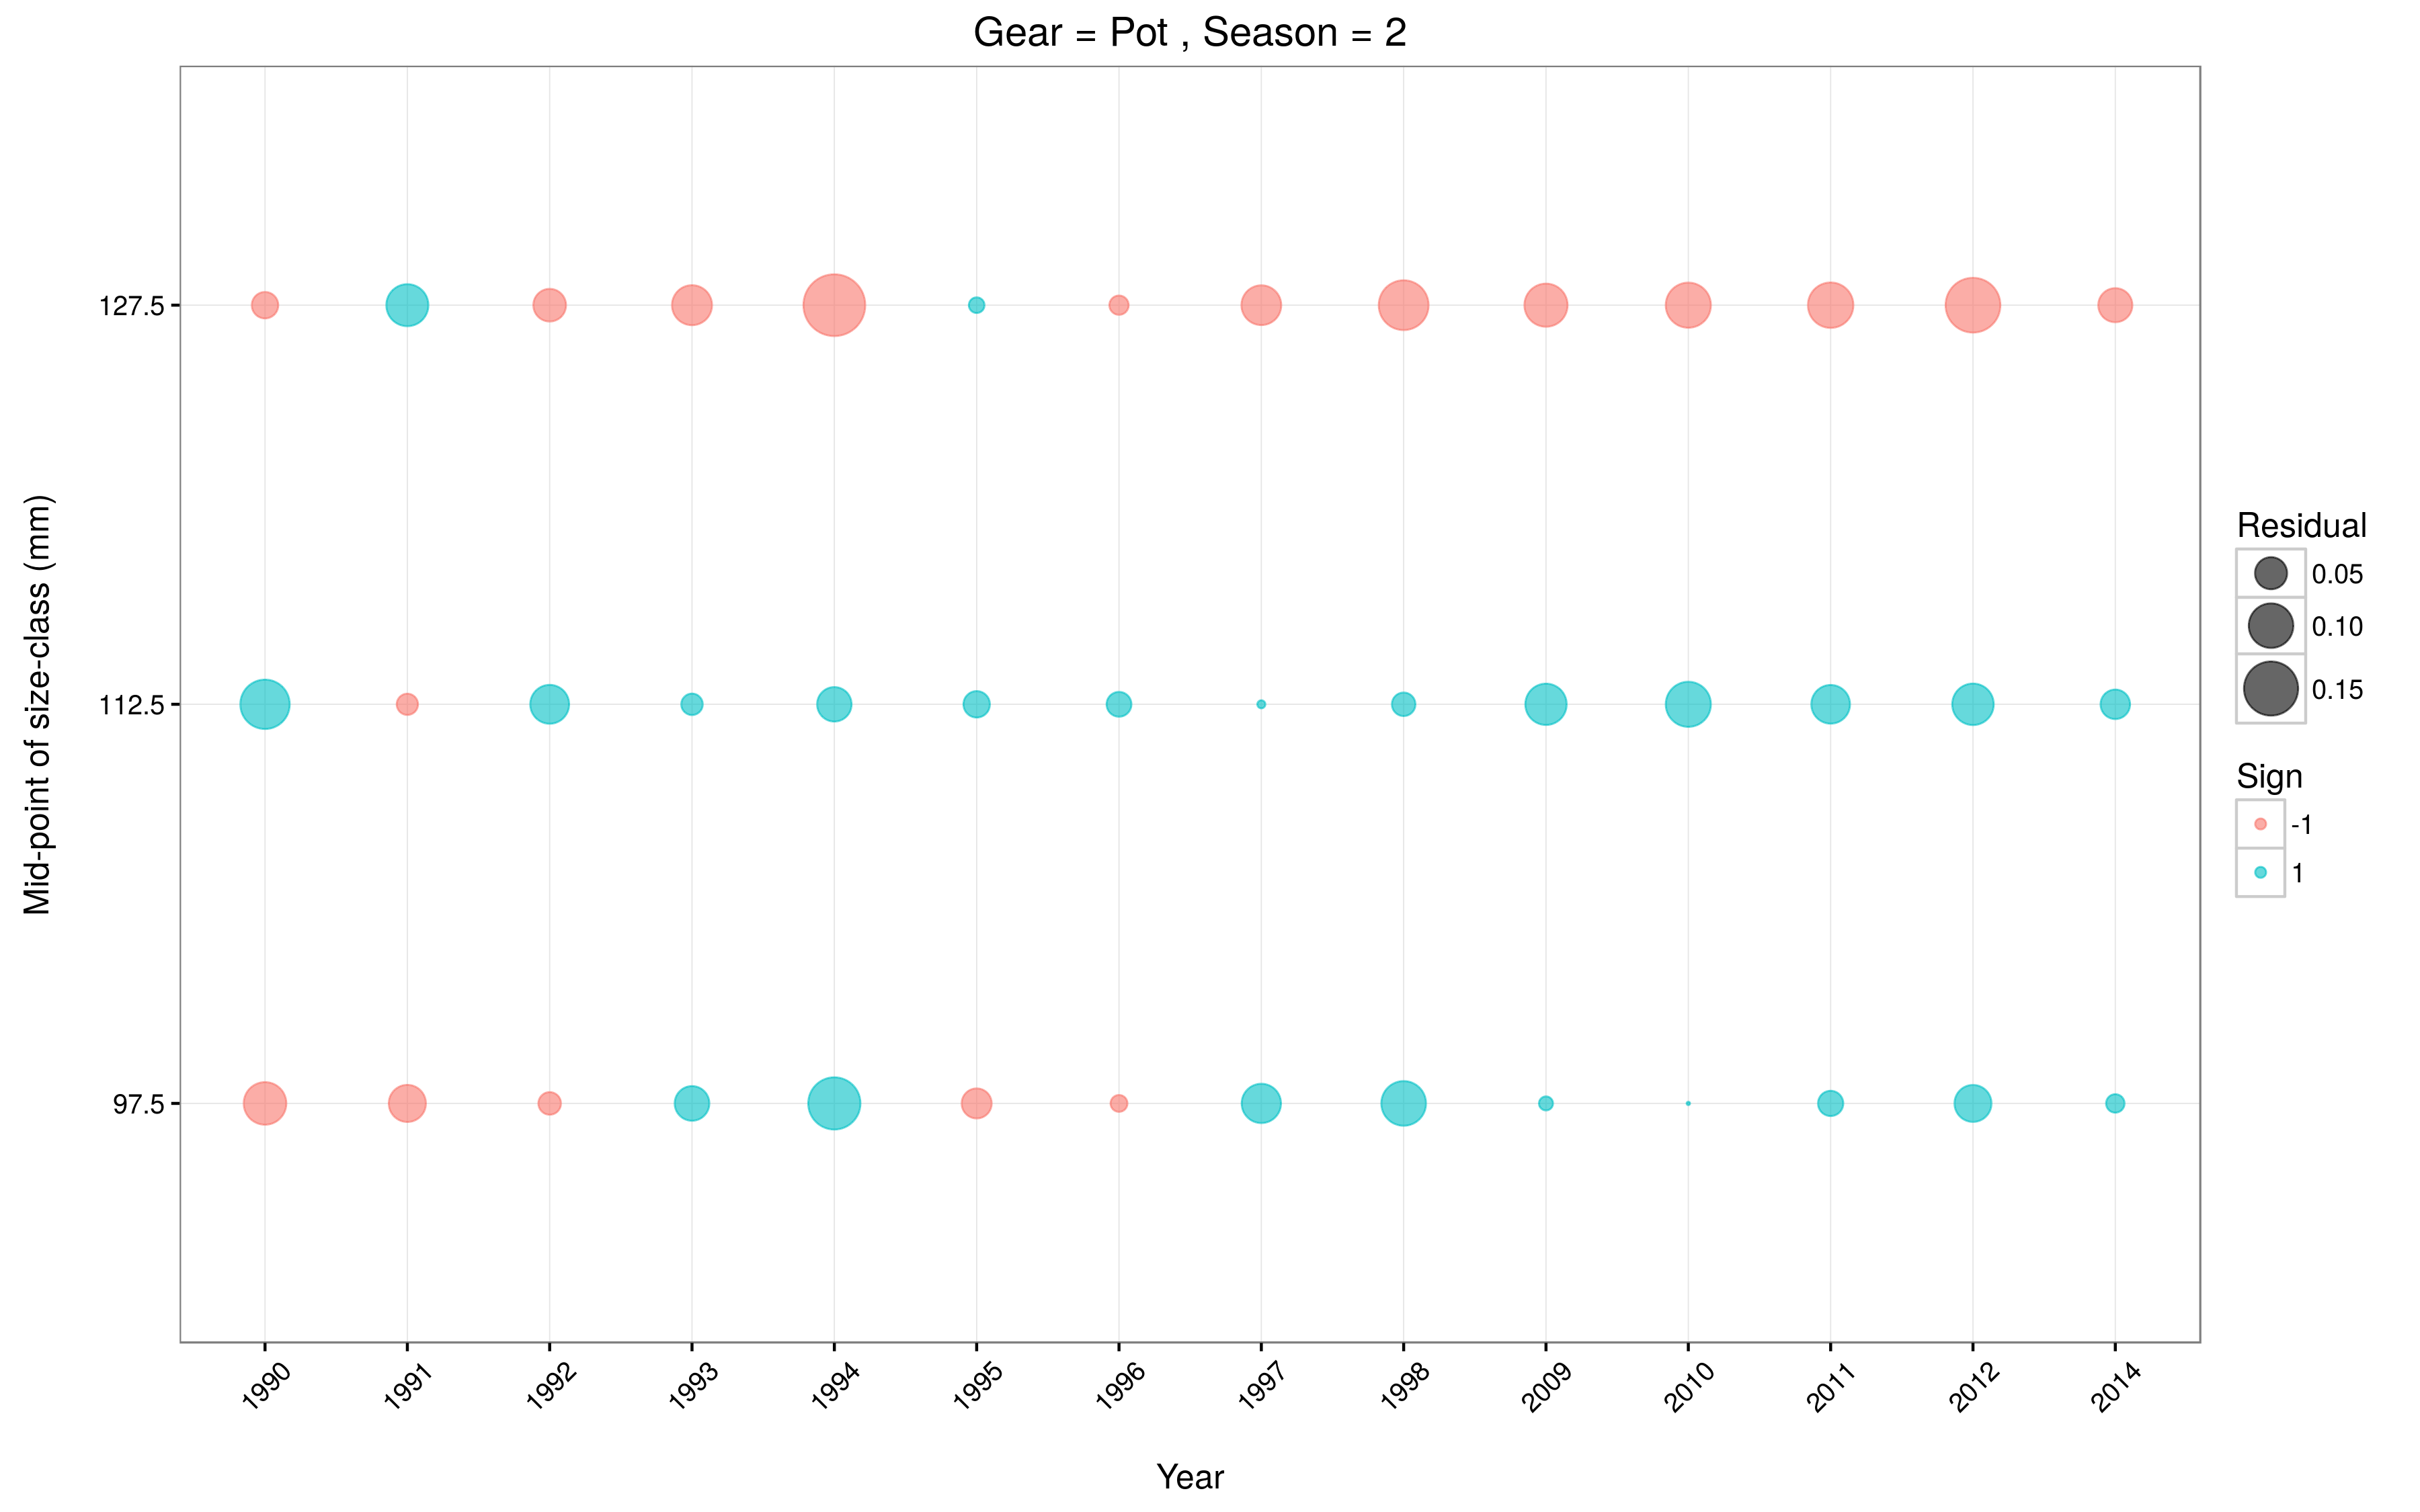 Gear = Pot , Season = 2
Mid-point of size-class (mm)
127.5
112.5
97.5
1990 1991 1992 1993 1994 1995 1996 1997 1998 2009 2010 2011 2012 2014
Year
Residual
0.05
0.10
0.15
Sign
-1
1